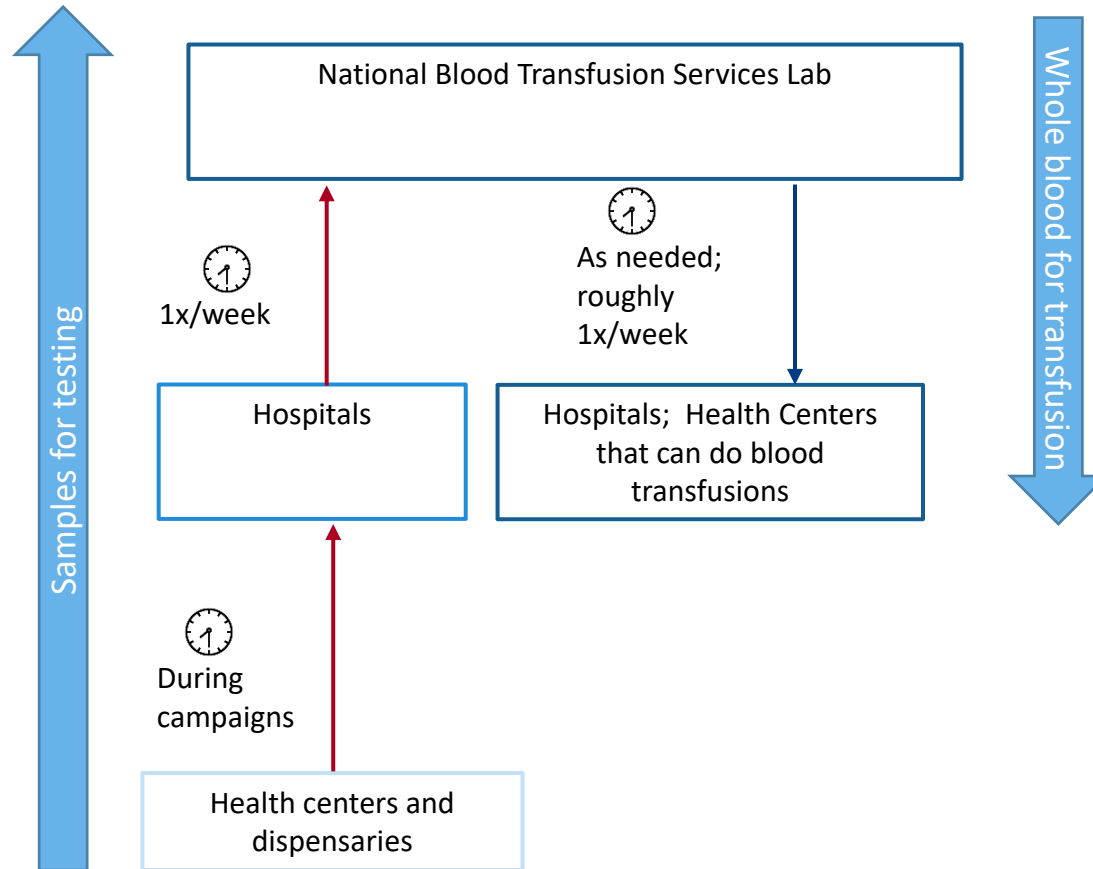 National Blood Transfusion Services Lab
Samples for testing
Whole blood for transfusion
1x/week
As needed;
roughly
1x/week
Hospitals
Hospitals;  Health Centers
that can do blood
transfusions
During
campaigns
Health centers and
dispensaries